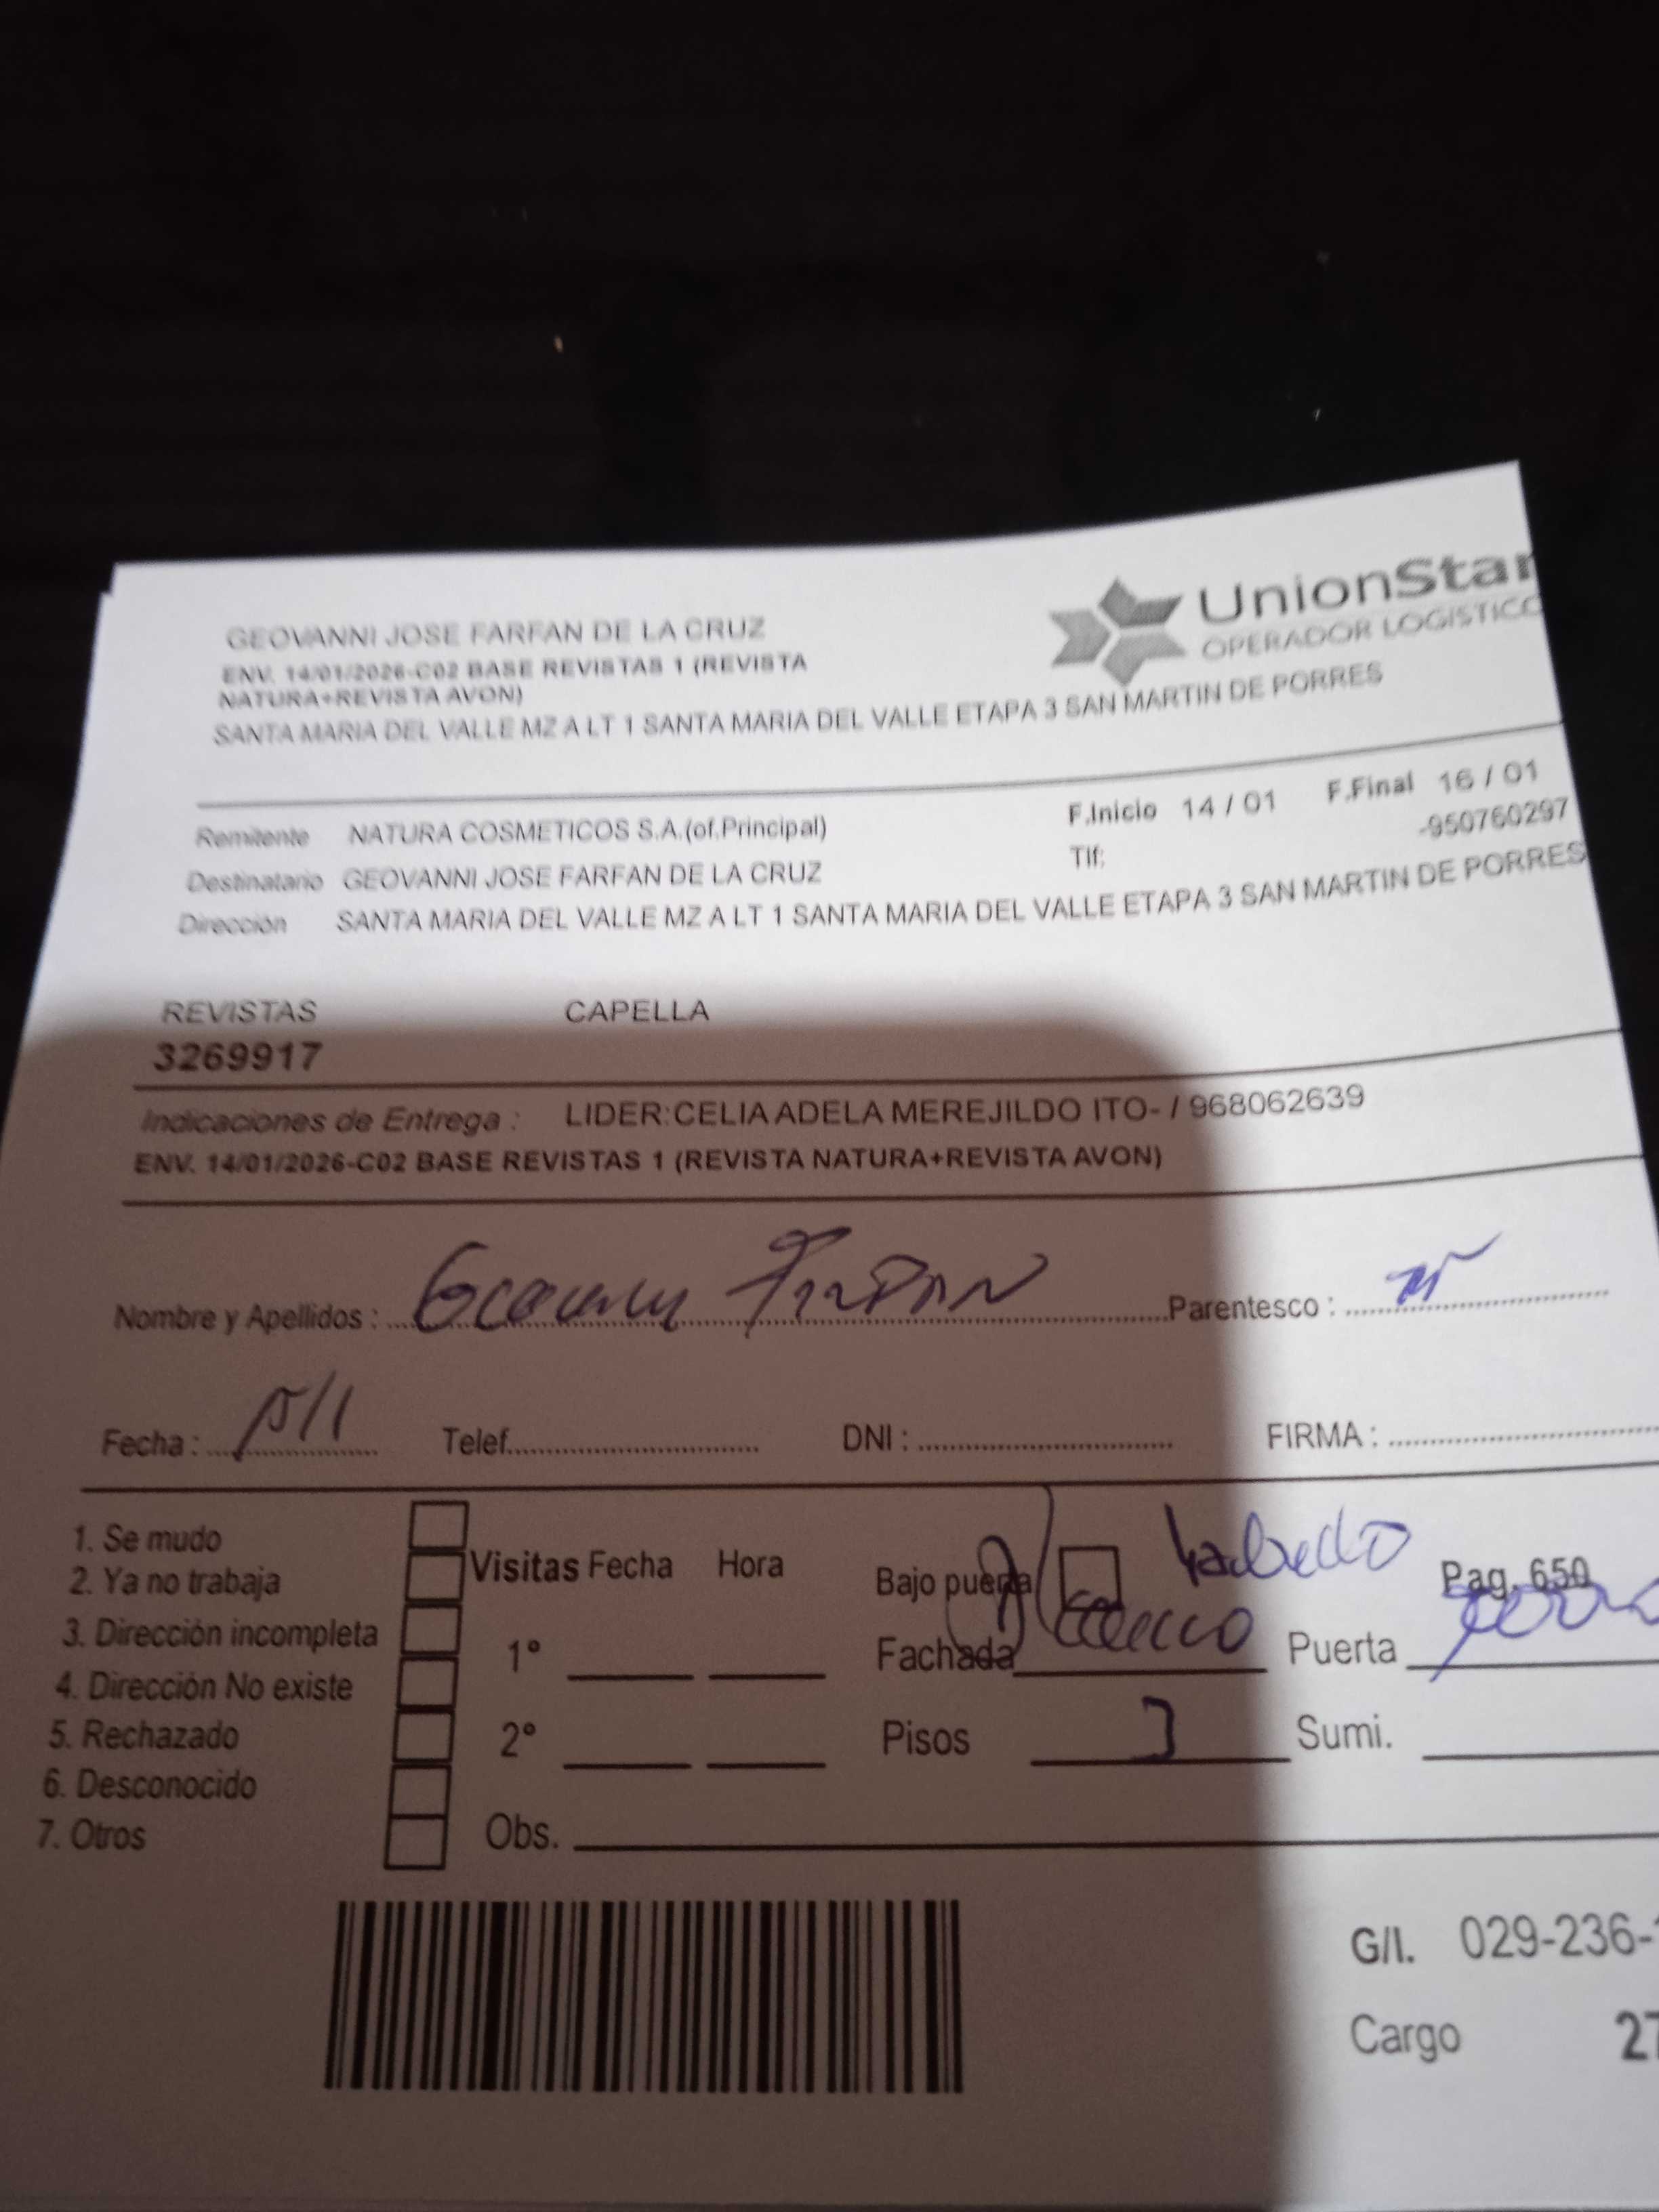 UnionStar
OPERADOR LOGISTICO
GEOVANNI JOSE FARFAN DE LA CRUZ
ENV. 14/01/2026-C02 BASE REVISTAS 1 (REVISTA
NATURA+REVISTA AVON)
SANTA MARIA DEL VALLE MZ A LT 1 SANTA MARIA DEL VALLE ETAPA 3 SAN MARTIN DE PORRES
Remitente NATURA COSMETICOS S.A.(of.Principal) F.Inicio 14 / 01 F.Final 16 / 01
Destinatario GEOVANNI JOSE FARFAN DE LA CRUZ Tlf: -950760297
Dirección SANTA MARIA DEL VALLE MZ A LT 1 SANTA MARIA DEL VALLE ETAPA 3 SAN MARTIN DE PORRES
REVISTAS CAPELLA
3269917
Indicaciones de Entrega : LIDER:CELIA ADELA MEREJILDO ITO- / 968062639
ENV. 14/01/2026-C02 BASE REVISTAS 1 (REVISTA NATURA+REVISTA AVON)
Nombre y Apellidos : Parentesco :
Fecha : Telef. DNI : FIRMA :
1. Se mudo
2. Ya no trabaja
3. Dirección incompleta
4. Dirección No existe
5. Rechazado
6. Desconocido
7. Otros
Visitas Fecha Hora
1°
2°
Obs.
Bajo puerta Pag. 650
Fachada Puerta
Pisos 3 Sumi.
G/I. 029-236-
Cargo 27